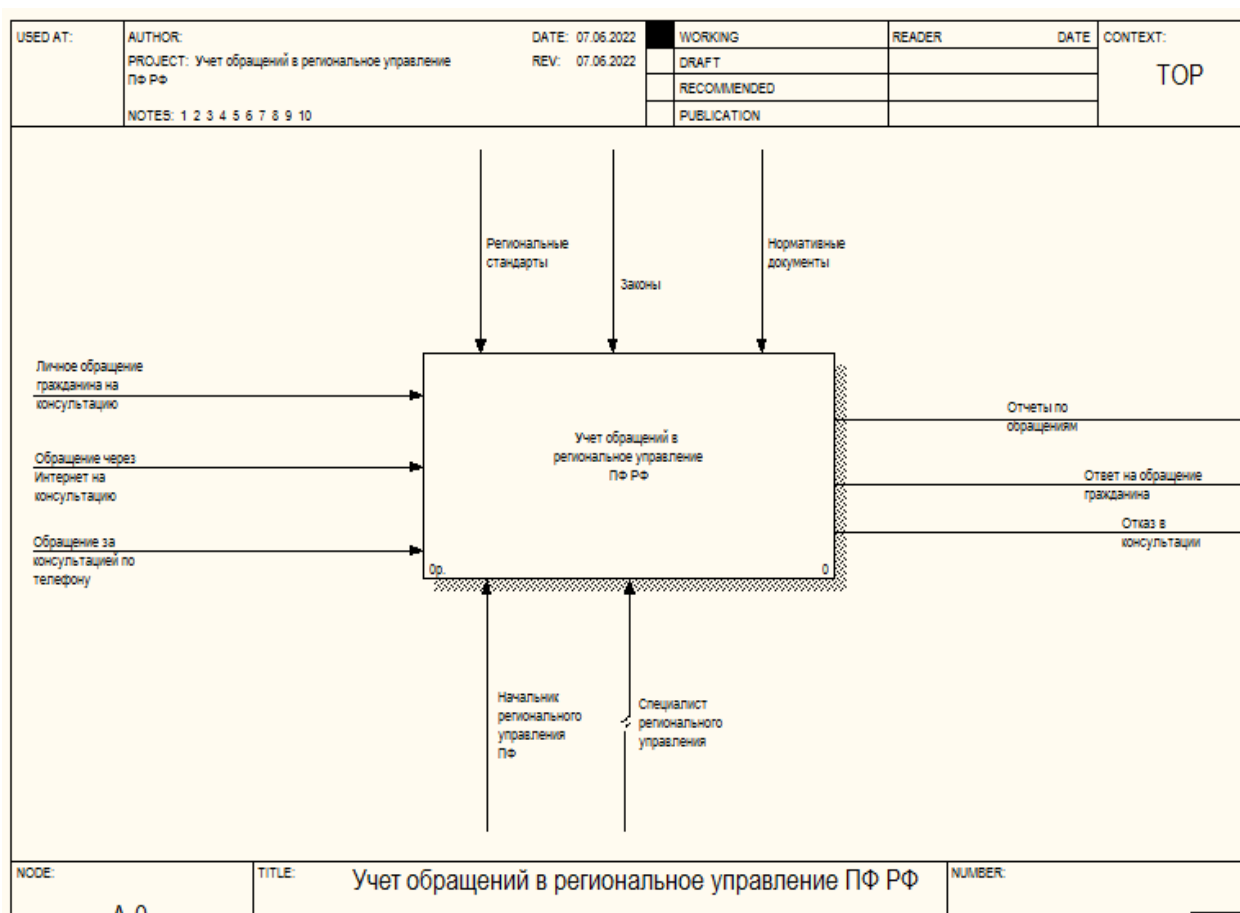 USED AT:
AUTHOR:
DATE: 07.06.2022
PROJECT: Учет обращений в региональное управление
ПФ РФ
REV: 07.06.2022
NOTES: 1 2 3 4 5 6 7 8 9 10
WORKING
DRAFT
RECOMMENDED
PUBLICATION
READER
DATE
CONTEXT:
TOP
Региональные
стандарты
Законы
Нормативные
документы
Личное обращение
гражданина на
консультацию
Обращение через
Интернет на
консультацию
Обращение за
консультацией по
телефону
Учет обращений в
региональное управление
ПФ РФ
0р.
0
Отчеты по
обращениям
Ответ на обращение
гражданина
Отказ в
консультации
Начальник
регионального
управления
ПФ
Специалист
регионального
управления
NODE:
TITLE:
Учет обращений в региональное управление ПФ РФ
NUMBER:
A-0